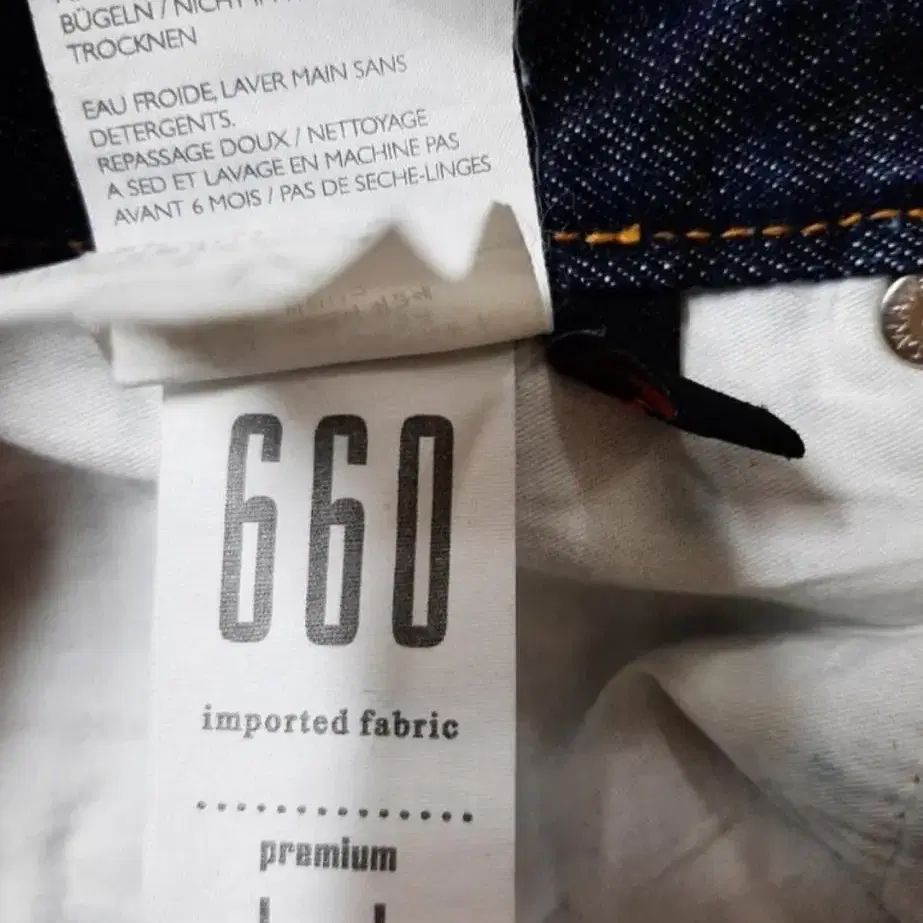 BÜGELN / NICHT
TROCKNEN
EAU FROIDE, LAVER MAIN SANS
DETERGENTS.
REPASSAGE DOUX / NETTOYAGE
A SED ET LAVAGE EN MACHINE PAS
AVANT 6 MOIS / PAS DE SECHE-LINGES
660
imported fabric
premium